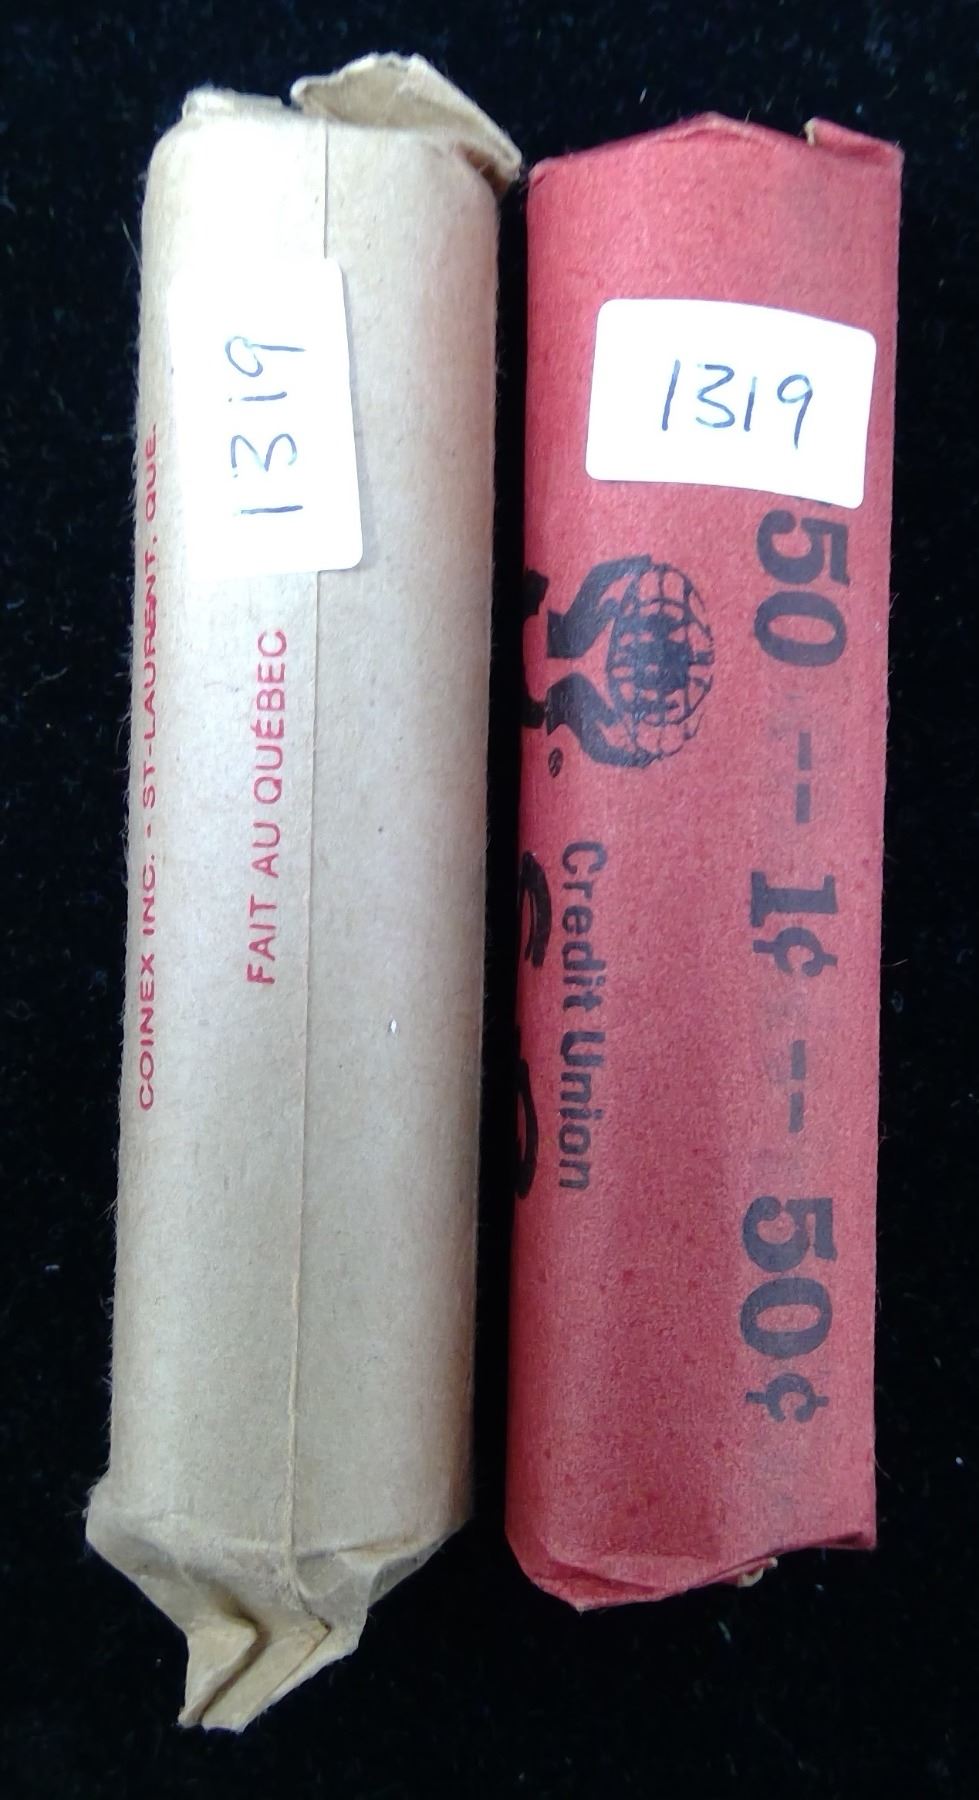 1319
COINEX INC. - ST-LAURENT, QUE.
FAIT AU QUÉBEC
1319
50 -- 1¢ -- 50¢
®
Credit Union